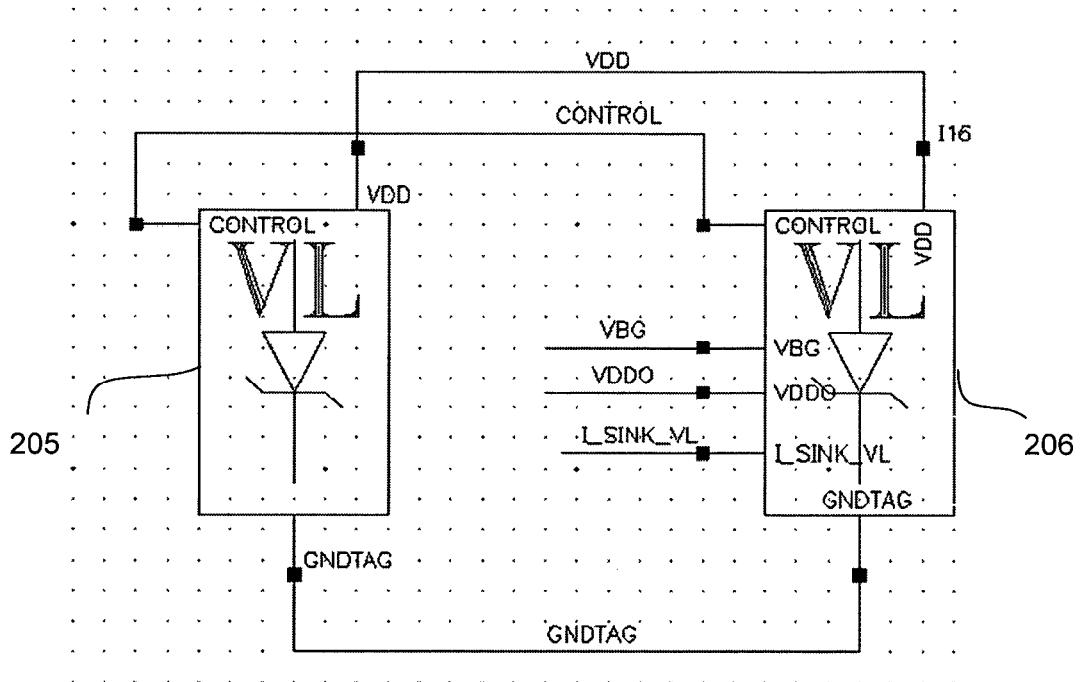 VDD
CONTROL
I16
VDD
CONTROL
CONTROL
VDD
VL
VL
VBG
VBG
VDDO
VDDO
205
I_SINK_VL
I_SINK_VL
206
GNDTAG
GNDTAG
GNDTAG